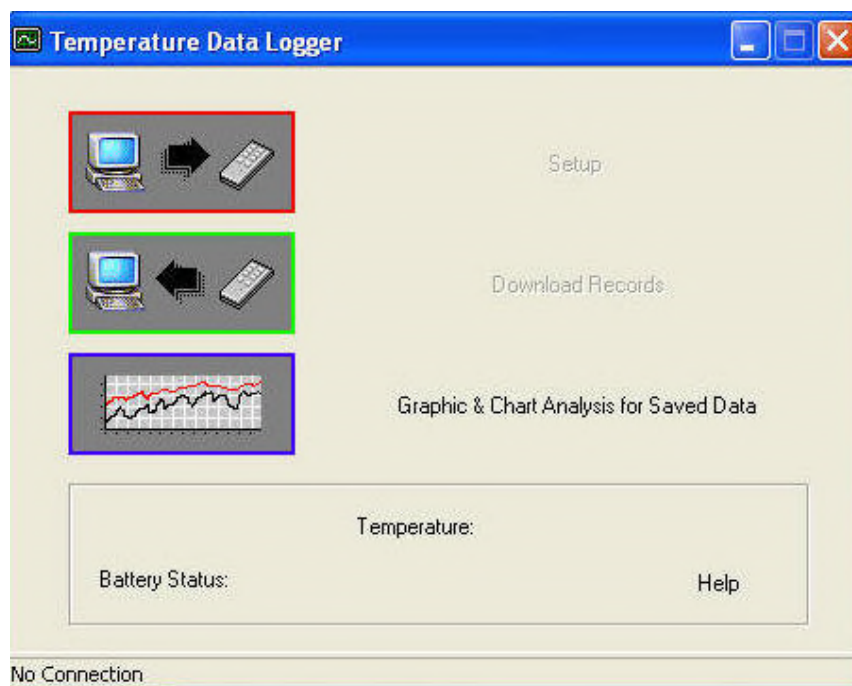 Temperature Data Logger
Setup
Download Records
Graphic & Chart Analysis for Saved Data
Temperature:
Battery Status:
Help
No Connection